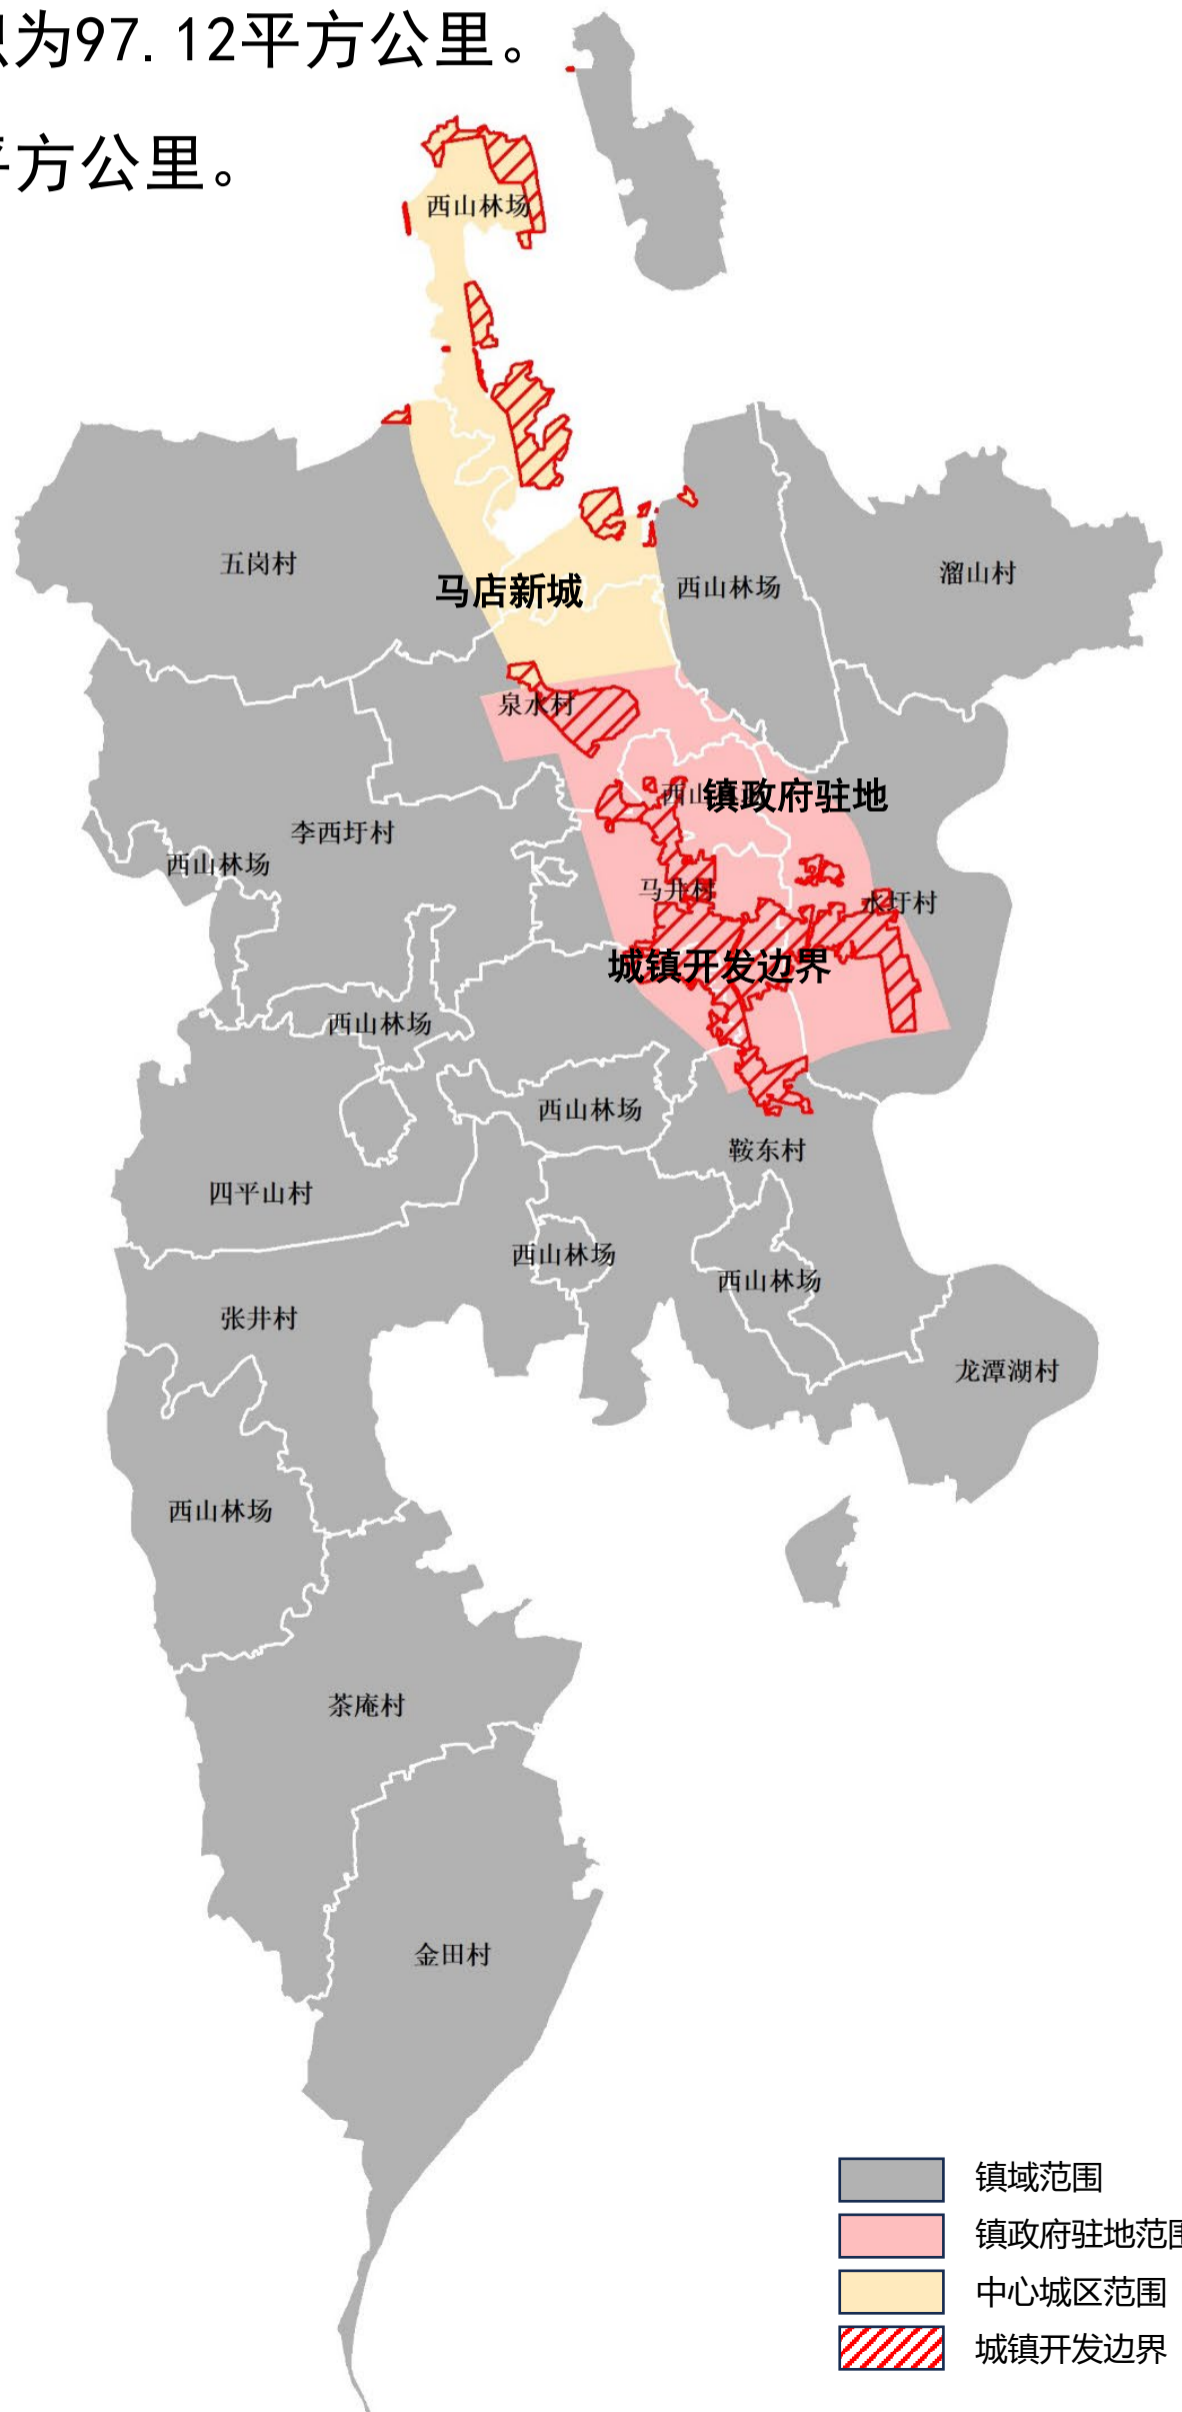 为97.12平方公里。
平方公里。
西山林场
五岗村
马店新城
西山林场
溜山村
泉水村
西山
镇政府驻地
李西圩村
西山林场
马井村
水圩村
城镇开发边界
西山林场
西山林场
鞍东村
四平山村
西山林场
西山林场
张井村
龙潭湖村
西山林场
茶庵村
金田村
镇域范围
镇政府驻地范围
中心城区范围
城镇开发边界